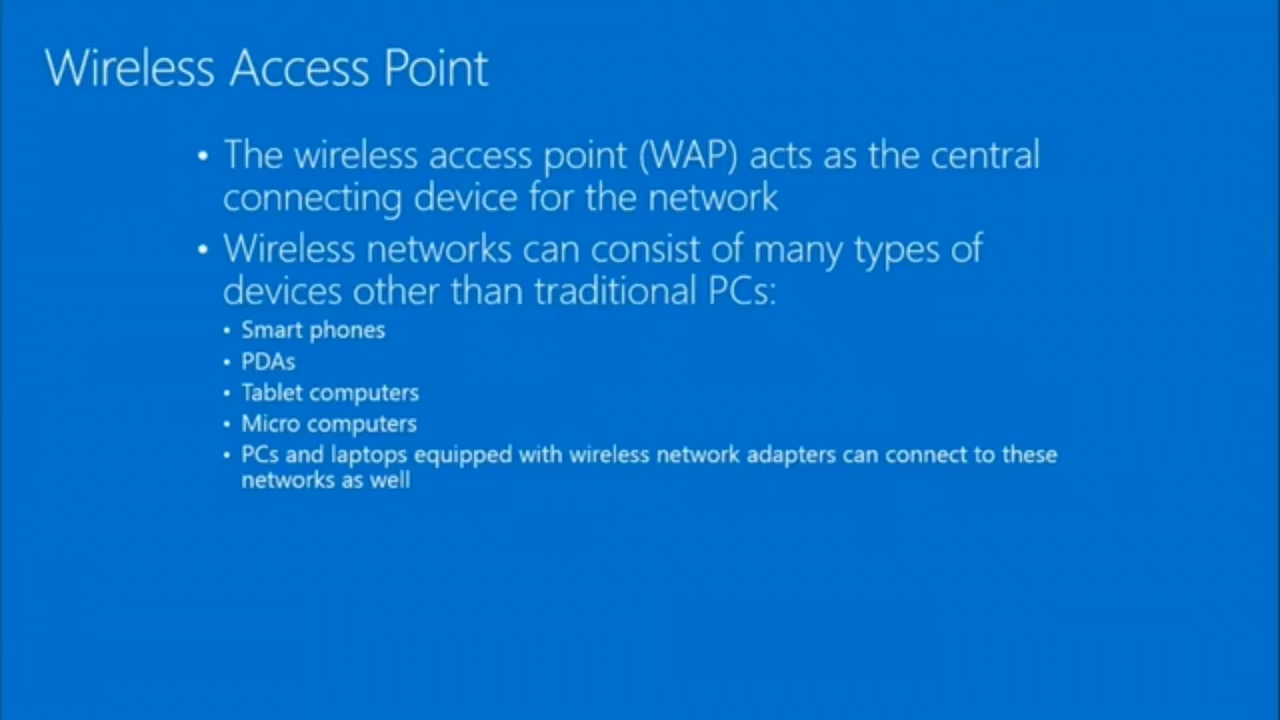 Wireless Access Point
• The wireless access point (WAP) acts as the central
connecting device for the network
• Wireless networks can consist of many types of
devices other than traditional PCs:
• Smart phones
• PDAs
• Tablet computers
• Micro computers
• PCs and laptops equipped with wireless network adapters can connect to these
networks as well